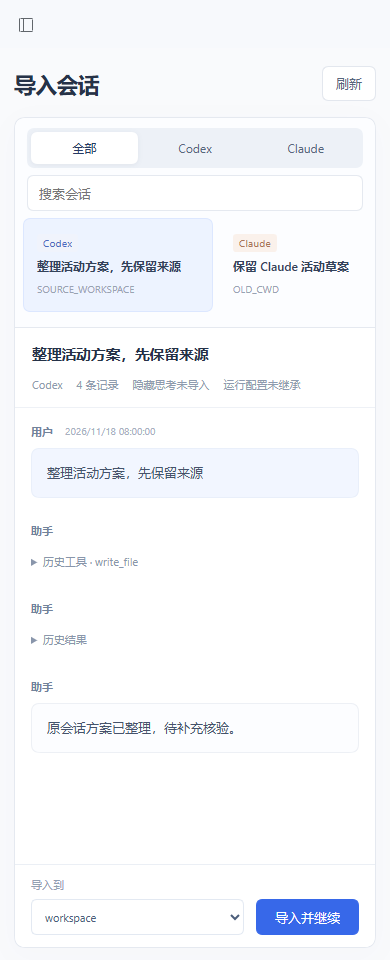 导入会话
刷新
全部
Codex
Claude
搜索会话
Codex
整理活动方案，先保留来源
SOURCE_WORKSPACE
Claude
保留 Claude 活动草案
OLD_CWD
整理活动方案，先保留来源
Codex 4 条记录 隐藏思考未导入 运行配置未继承
用户 2026/11/18 08:00:00
整理活动方案，先保留来源
助手
历史工具 · write_file
助手
历史结果
助手
原会话方案已整理，待补充核验。
导入到
workspace
导入并继续